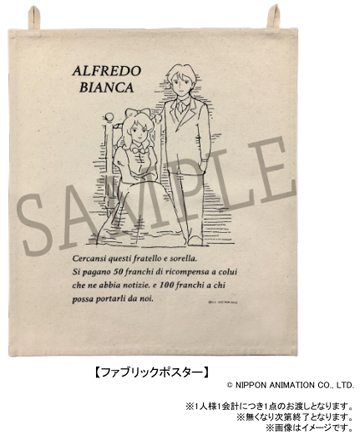 ALFREDO
BIANCA
SAMPLE
Cercansi questi fratello e sorella.
Si pagano 50 franchi di ricompensa a colui
che ne abbia notizie. e 100 franchi a chi
possa portarli da noi.
【ファブリックポスター】
© NIPPON ANIMATION CO., LTD.
※1人様1会計につき1点のお渡しとなります。
※無くなり次第終了となります。
※画像はイメージです。